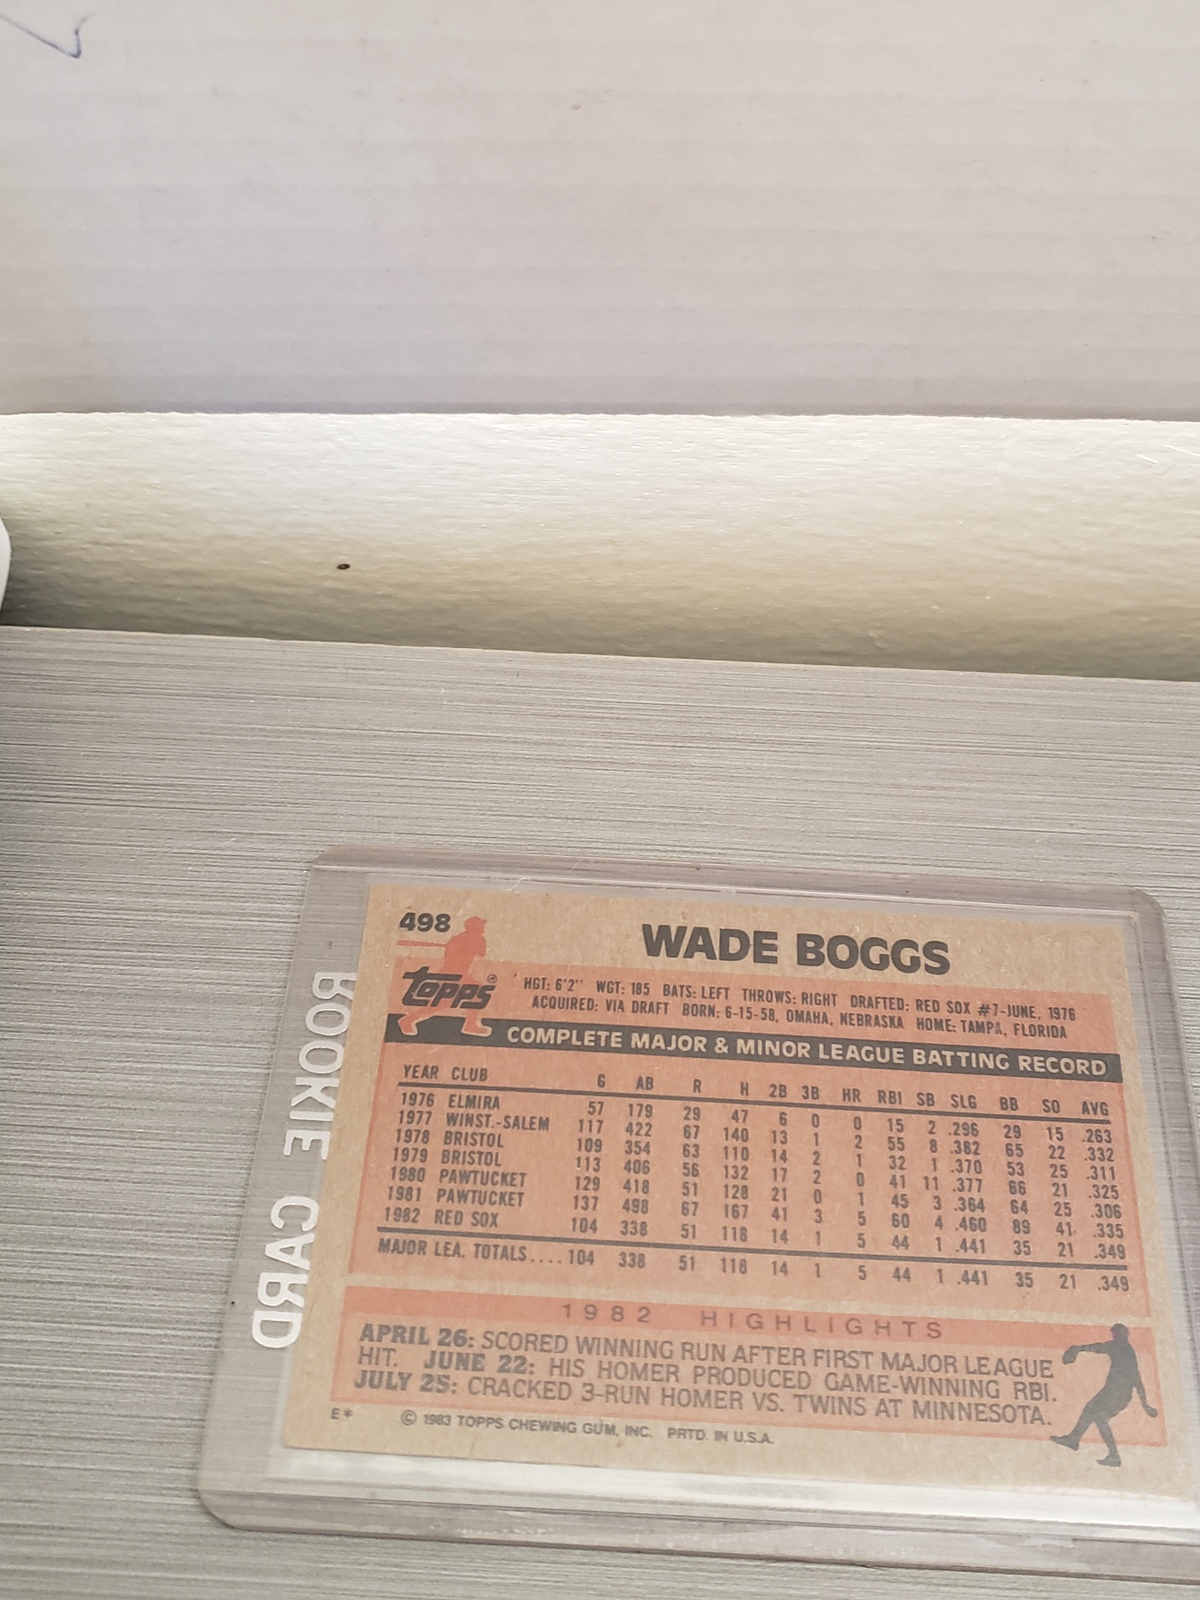 498
WADE BOGGS
Topps®
HGT: 6'2" WGT: 185 BATS: LEFT THROWS: RIGHT DRAFTED: RED SOX #7-JUNE, 1976
ACQUIRED: VIA DRAFT BORN: 6-15-58, OMAHA, NEBRASKA HOME: TAMPA, FLORIDA
COMPLETE MAJOR & MINOR LEAGUE BATTING RECORD
YEAR CLUB G AB R H 2B 3B HR RBI SB SLG BB SO AVG
1976 ELMIRA 57 179 29 47 6 0 0 15 2 .296 29 15 .263
1977 WINST.-SALEM 117 422 67 140 13 1 2 55 8 .382 65 22 .332
1978 BRISTOL 109 354 63 110 14 2 1 32 1 .370 53 25 .311
1979 BRISTOL 113 406 56 132 17 2 0 41 11 .377 66 21 .325
1980 PAWTUCKET 129 418 51 128 21 0 1 45 3 .364 64 25 .306
1981 PAWTUCKET 137 498 67 167 41 3 5 60 4 .460 89 41 .335
1982 RED SOX 104 338 51 118 14 1 5 44 1 .441 35 21 .349
MAJOR LEA. TOTALS.... 104 338 51 118 14 1 5 44 1 .441 35 21 .349
1982 HIGHLIGHTS
APRIL 26: SCORED WINNING RUN AFTER FIRST MAJOR LEAGUE
HIT. JUNE 22: HIS HOMER PRODUCED GAME-WINNING RBI.
JULY 25: CRACKED 3-RUN HOMER VS. TWINS AT MINNESOTA.
E* © 1983 TOPPS CHEWING GUM, INC. PRTD. IN U.S.A.
ROOKIE CARD